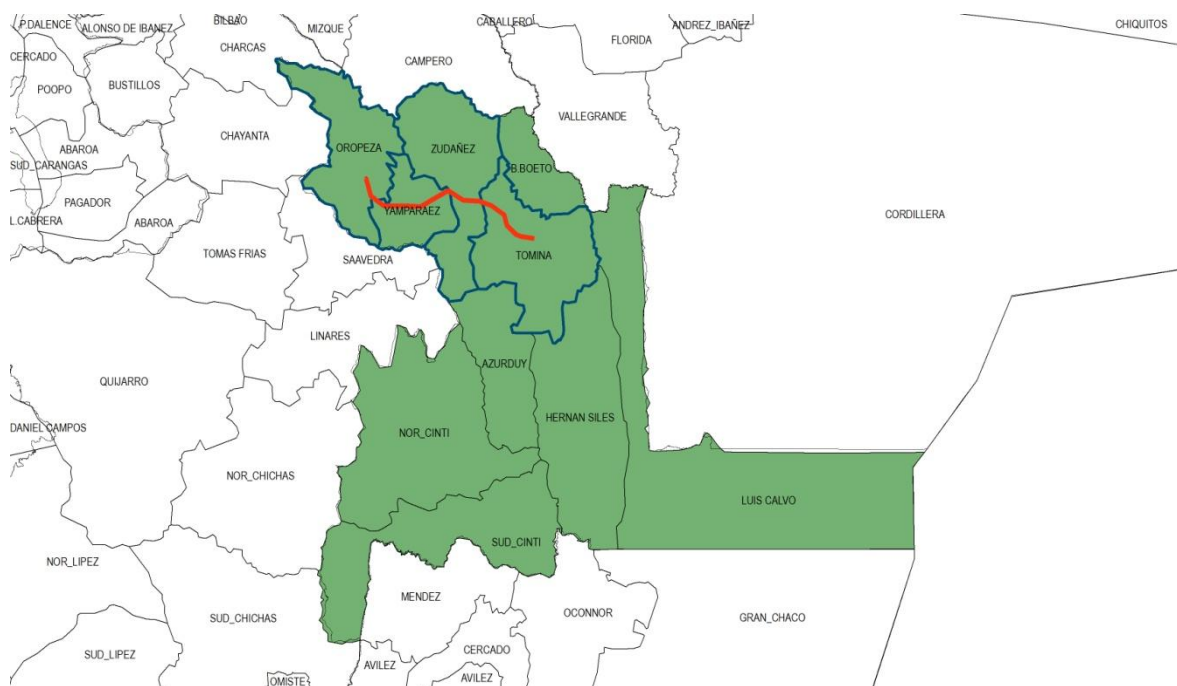 P.DALENCE
ALONSO DE IBANEZ
BILBAO
MIZQUE
CABALLERO
ANDREZ_IBAÑEZ
CHIQUITOS
FLORIDA
CHARCAS
CERCADO
CAMPERO
BUSTILLOS
POOPO
VALLEGRANDE
CHAYANTA
ABAROA
OROPEZA
ZUDAÑEZ
SUD_CARANGAS
B.BOETO
PAGADOR
YAMPARAEZ
CORDILLERA
L.CABRERA
ABAROA
TOMAS FRIAS
SAAVEDRA
TOMINA
LINARES
AZURDUY
QUIJARRO
HERNAN SILES
DANIEL CAMPOS
NOR_CINTI
NOR_CHICHAS
LUIS CALVO
SUD_CINTI
NOR_LIPEZ
MENDEZ
OCONNOR
SUD_CHICHAS
GRAN_CHACO
CERCADO
SUD_LIPEZ
AVILEZ
AVILEZ
OMISTE